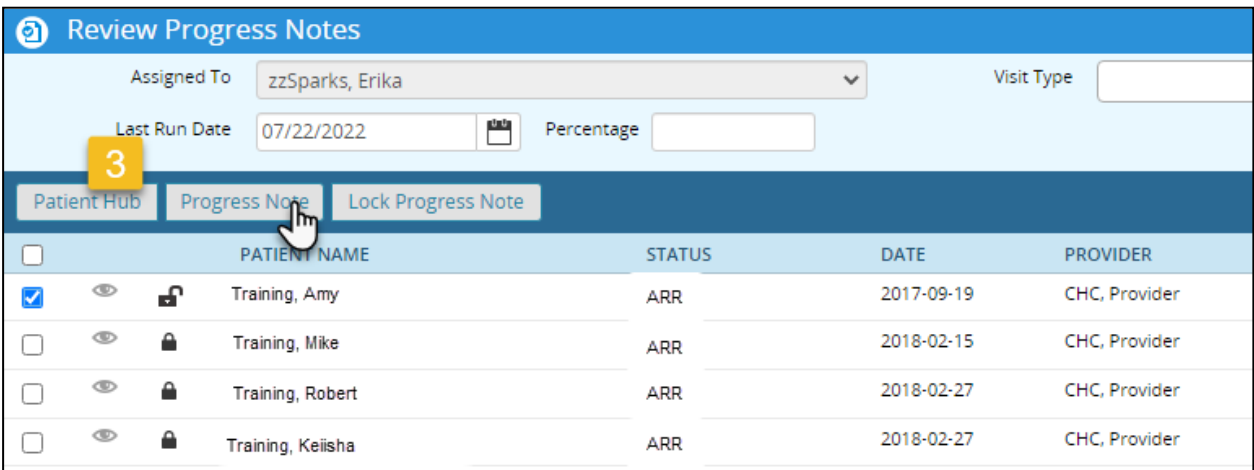 Review Progress Notes
Assigned To zzSparks, Erika Visit Type
Last Run Date 07/22/2022 Percentage
3
Patient Hub Progress Note Lock Progress Note
PATIENT NAME STATUS DATE PROVIDER
Training, Amy ARR 2017-09-19 CHC, Provider
Training, Mike ARR 2018-02-15 CHC, Provider
Training, Robert ARR 2018-02-27 CHC, Provider
Training, Keiisha ARR 2018-02-27 CHC, Provider